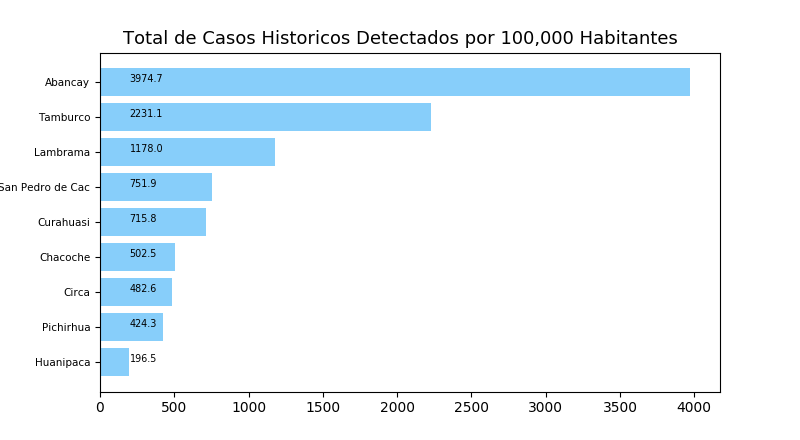 Total de Casos Historicos Detectados por 100,000 Habitantes
Abancay 3974.7
Tamburco 2231.1
Lambrama 1178.0
San Pedro de Cac 751.9
Curahuasi 715.8
Chacoche 502.5
Circa 482.6
Pichirhua 424.3
Huanipaca 196.5
0 500 1000 1500 2000 2500 3000 3500 4000